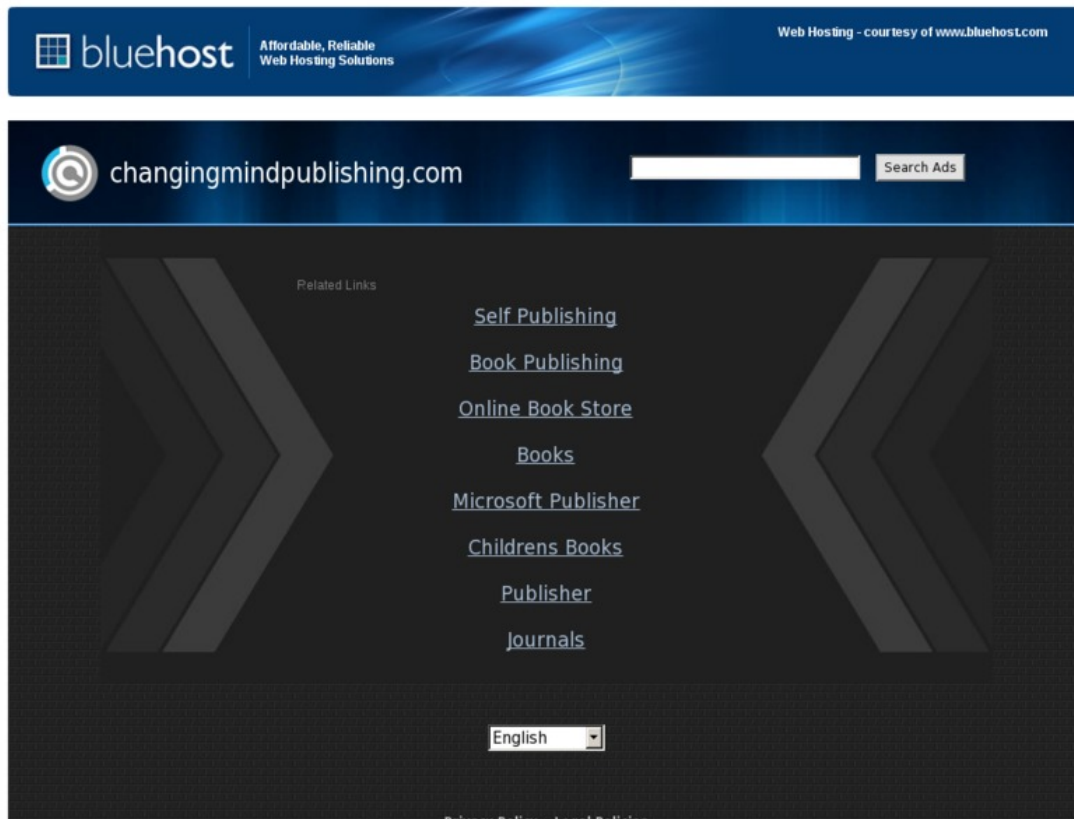 bluehost
Affordable, Reliable
Web Hosting Solutions
Web Hosting - courtesy of www.bluehost.com
changingmindpublishing.com
Search Ads
Related Links
Self Publishing
Book Publishing
Online Book Store
Books
Microsoft Publisher
Childrens Books
Publisher
Journals
English